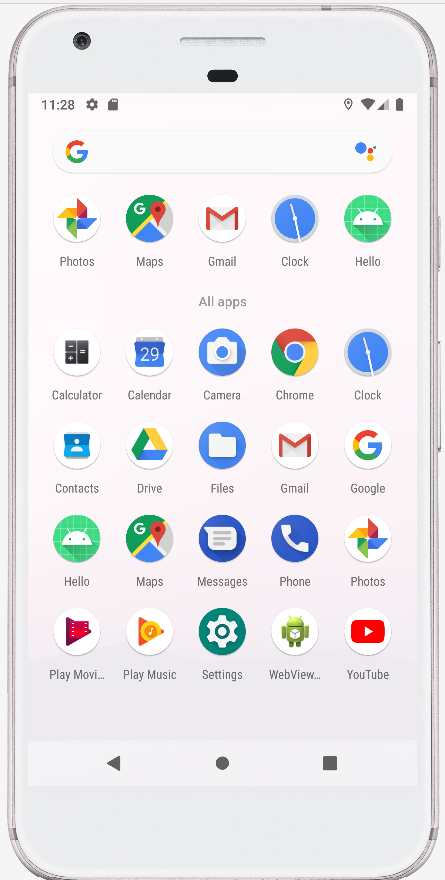 11:28
G
Photos Maps Gmail Clock Hello
All apps
29
Calculator Calendar Camera Chrome Clock
Contacts Drive Files Gmail Google
Hello Maps Messages Phone Photos
Play Movi... Play Music Settings WebView... YouTube